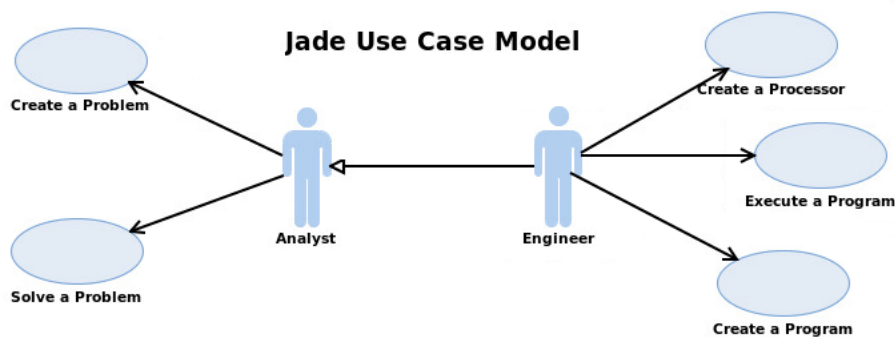 Jade Use Case Model
Create a Problem
Create a Processor
Execute a Program
Analyst
Engineer
Solve a Problem
Create a Program